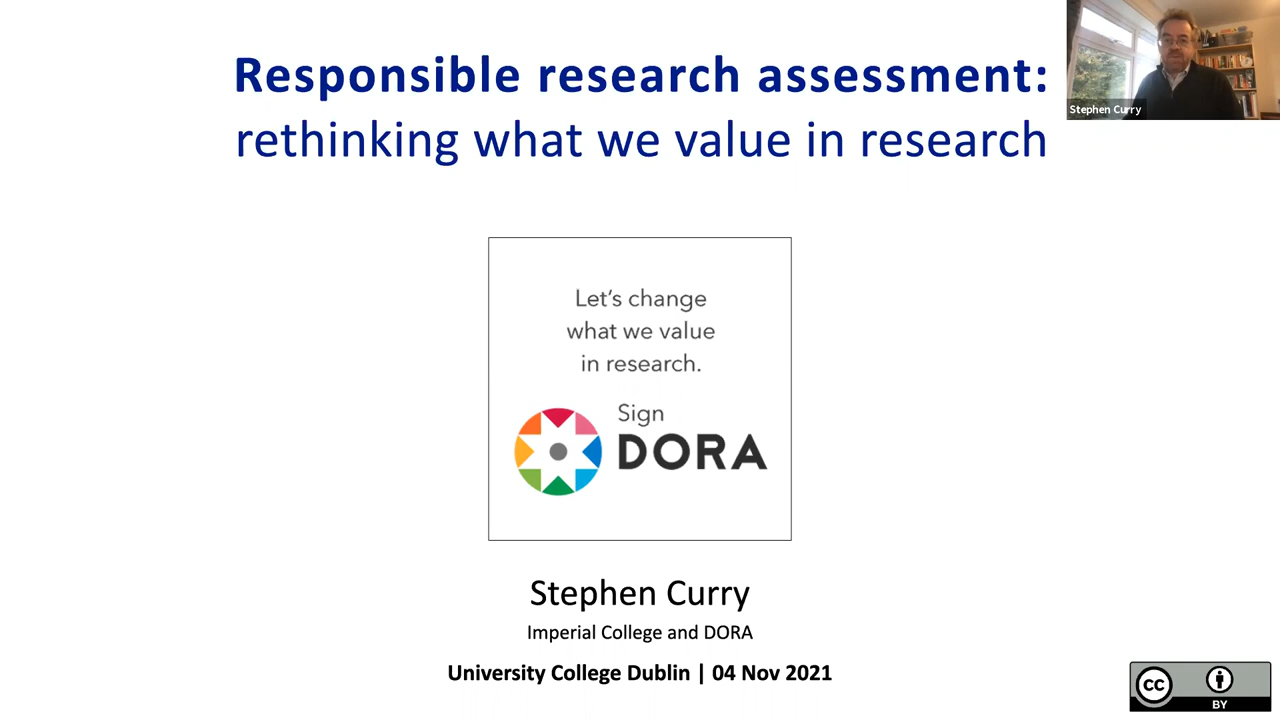 Responsible research assessment:
rethinking what we value in research
Stephen Curry
Let's change
what we value
in research.
Sign
DORA
Stephen Curry
Imperial College and DORA
University College Dublin | 04 Nov 2021
CC
BY